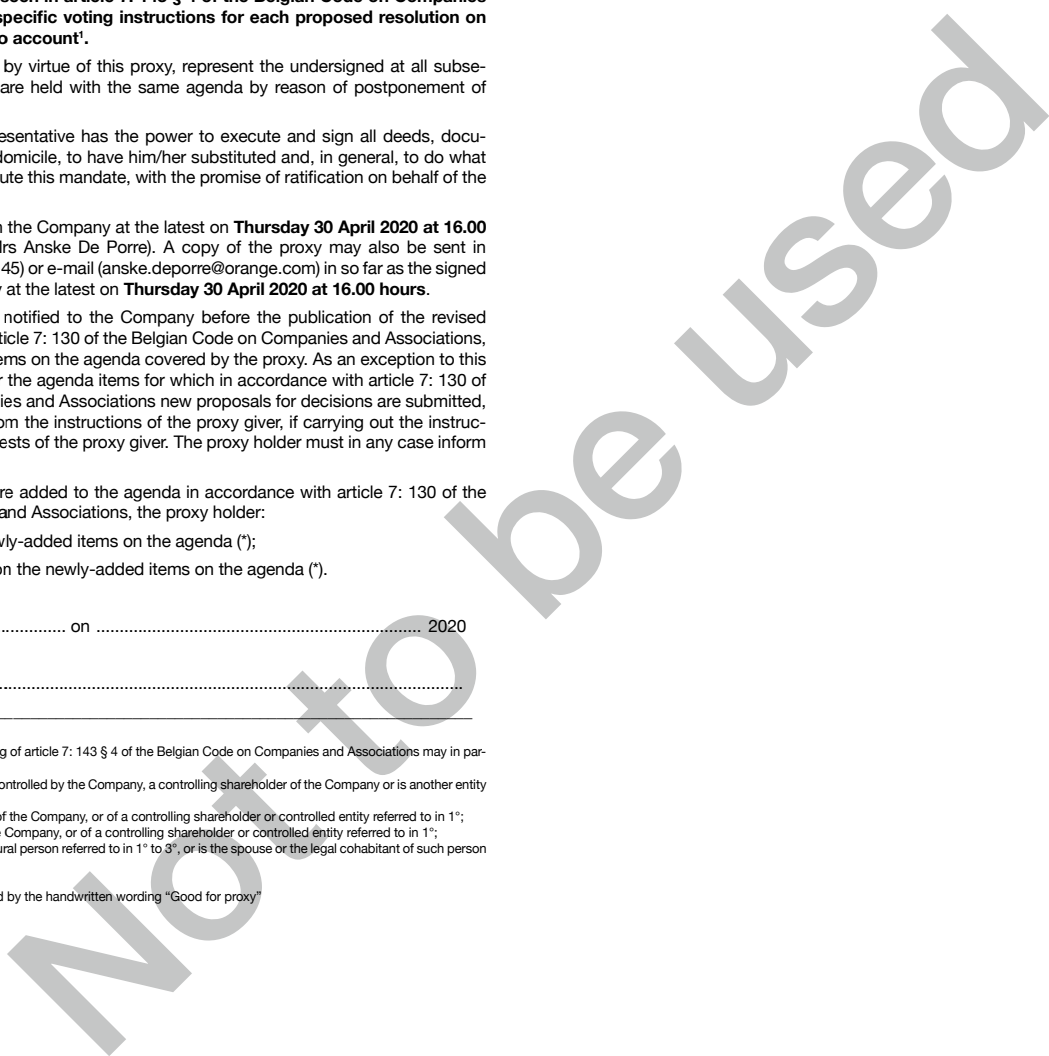 specific voting instructions for each proposed resolution on
o account¹.
by virtue of this proxy, represent the undersigned at all subse-
are held with the same agenda by reason of postponement of
esentative has the power to execute and sign all deeds, docu-
domicile, to have him/her substituted and, in general, to do what
ute this mandate, with the promise of ratification on behalf of the
n the Company at the latest on Thursday 30 April 2020 at 16.00
Mrs Anske De Porre). A copy of the proxy may also be sent in
45) or e-mail (anske.deporre@orange.com) in so far as the signed
y at the latest on Thursday 30 April 2020 at 16.00 hours.
notified to the Company before the publication of the revised
ticle 7: 130 of the Belgian Code on Companies and Associations,
ems on the agenda covered by the proxy. As an exception to this
r the agenda items for which in accordance with article 7: 130 of
ies and Associations new proposals for decisions are submitted,
om the instructions of the proxy giver, if carrying out the instruc-
ests of the proxy giver. The proxy holder must in any case inform
re added to the agenda in accordance with article 7: 130 of the
and Associations, the proxy holder:
wly-added items on the agenda (*);
on the newly-added items on the agenda (*).
............. on ........................................................................ 2020
........................................................................................................
g of article 7: 143 § 4 of the Belgian Code on Companies and Associations may in par-
ontrolled by the Company, a controlling shareholder of the Company or is another entity
of the Company, or of a controlling shareholder or controlled entity referred to in 1°;
e Company, or of a controlling shareholder or controlled entity referred to in 1°;
ural person referred to in 1° to 3°, or is the spouse or the legal cohabitant of such person
d by the handwritten wording “Good for proxy”
Not to be used